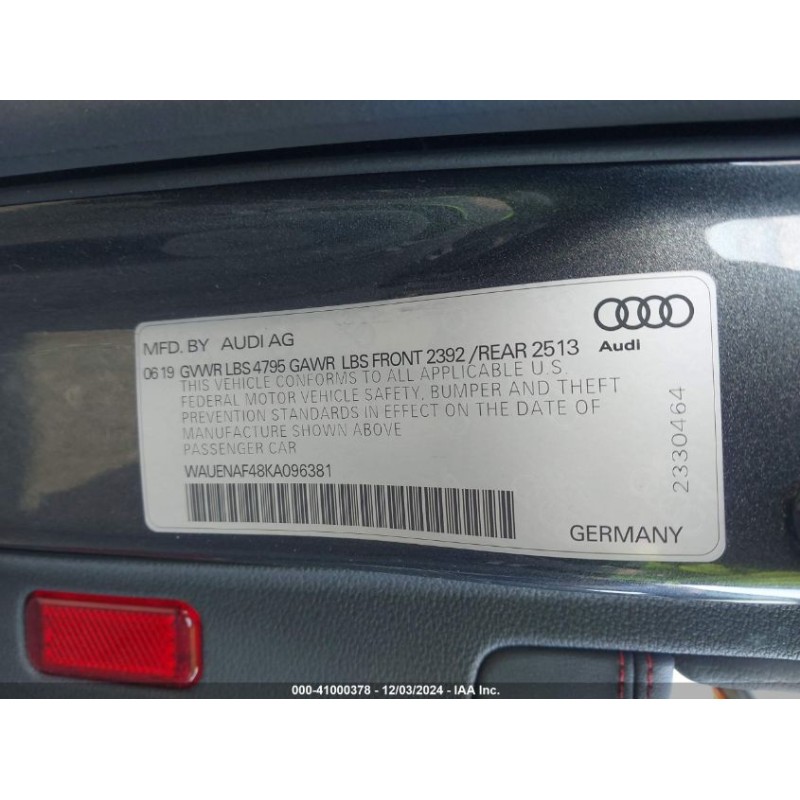 MFD. BY AUDI AG
06 19 GVWR LBS 4795 GAWR LBS FRONT 2392 /REAR 2513
THIS VEHICLE CONFORMS TO ALL APPLICABLE U.S.
FEDERAL MOTOR VEHICLE SAFETY, BUMPER AND THEFT
PREVENTION STANDARDS IN EFFECT ON THE DATE OF
MANUFACTURE SHOWN ABOVE
PASSENGER CAR
WAUENAF48KA096381
GERMANY
Audi
2330464
000-41000378 - 12/03/2024 - IAA Inc.